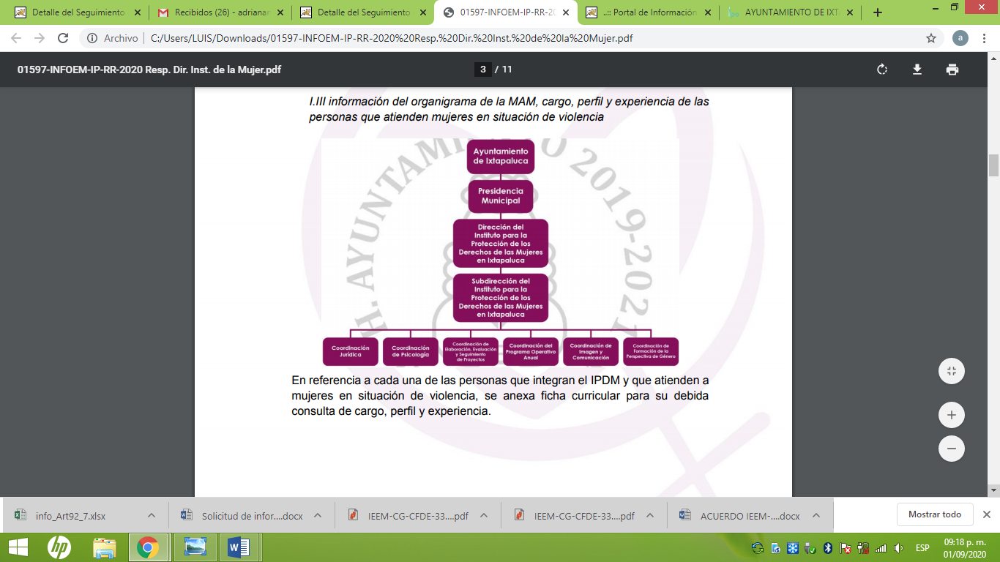 Detalle del Seguimiento
Recibidos (26) - adrianar
Detalle del Seguimiento
01597-INFOEM-IP-RR-2
..:: Portal de Información
AYUNTAMIENTO DE IXT
Archivo
C:/Users/LUIS/Downloads/01597-INFOEM-IP-RR-2020%20Resp.%20Dir.%20Inst.%20de%20la%20Mujer.pdf
a
01597-INFOEM-IP-RR-2020 Resp. Dir. Inst. de la Mujer.pdf
3 / 11
I.III información del organigrama de la MAM, cargo, perfil y experiencia de las
personas que atienden mujeres en situación de violencia
H. AYUNTAMIENTO 2019-2021
Ayuntamiento
de Ixtapaluca
Presidencia
Municipal
Dirección del
Instituto para la
Protección de los
Derechos de las Mujeres
en Ixtapaluca
Subdirección del
Instituto para la
Protección de los
Derechos de las Mujeres
en Ixtapaluca
Coordinación
Jurídica
Coordinación
de Psicología
Coordinación de
Elaboración, Evaluación
y Seguimiento
de Proyectos
Coordinación del
Programa Operativo
Anual
Coordinación de
Imagen y
Comunicación
Coordinación de
Formación de la
Perspectiva de Género
En referencia a cada una de las personas que integran el IPDM y que atienden a
mujeres en situación de violencia, se anexa ficha curricular para su debida
consulta de cargo, perfil y experiencia.
info_Art92_7.xlsx
Solicitud de infor....docx
IEEM-CG-CFDE-33....pdf
IEEM-CG-CFDE-33....pdf
ACUERDO IEEM-....docx
Mostrar todo
ESP
09:18 p. m.
01/09/2020